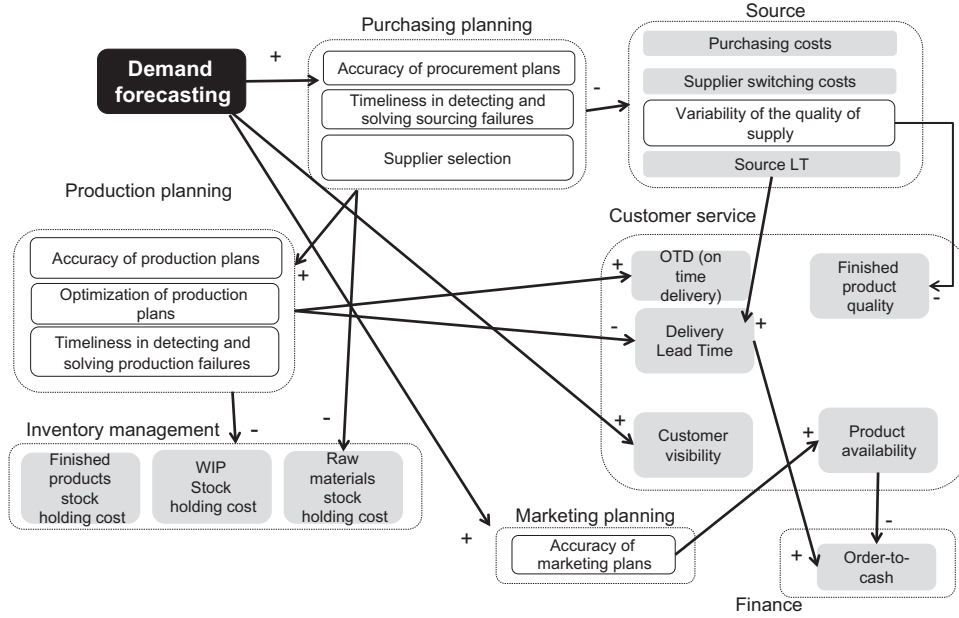 Purchasing planning
Source
+
Demand
forecasting
Accuracy of procurement plans
Timeliness in detecting and
solving sourcing failures
Supplier selection
-
Purchasing costs
Supplier switching costs
Variability of the quality of
supply
Source LT
Production planning
Accuracy of production plans
Optimization of production
plans
Timeliness in detecting and
solving production failures
+
Customer service
+
OTD (on
time
delivery)
Finished
product
quality
-
-
Delivery
Lead Time
+
+
Customer
visibility
+
Product
availability
Inventory management
-
-
Finished
products
stock
holding cost
WIP
Stock
holding cost
Raw
materials
stock
holding cost
+
Marketing planning
Accuracy of
marketing plans
-
+
Order-to-
cash
Finance